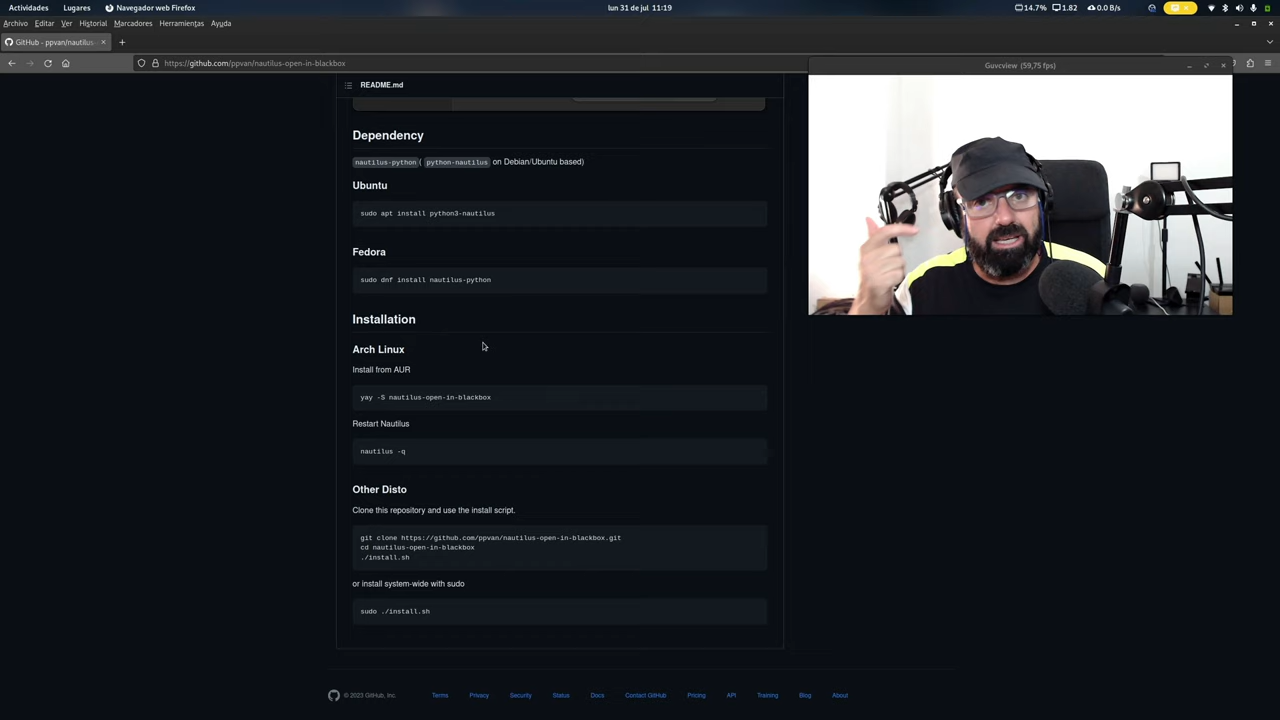 Actividades Lugares Navegador web Firefox lun 31 de jul 11:19 14.7% 1.82 0.0 B/s
Archivo Editar Ver Historial Marcadores Herramientas Ayuda
GitHub - ppvan/nautilus-
https://github.com/ppvan/nautilus-open-in-blackbox
Guvcview (59,75 fps)
README.md
Dependency
nautilus-python( python-nautilus on Debian/Ubuntu based)
Ubuntu
sudo apt install python3-nautilus
Fedora
sudo dnf install nautilus-python
Installation
Arch Linux
Install from AUR
yay -S nautilus-open-in-blackbox
Restart Nautilus
nautilus -q
Other Disto
Clone this repository and use the install script.
git clone https://github.com/ppvan/nautilus-open-in-blackbox.git
cd nautilus-open-in-blackbox
./install.sh
or install system-wide with sudo
sudo ./install.sh
© 2023 GitHub, Inc. Terms Privacy Security Status Docs Contact GitHub Pricing API Training Blog About